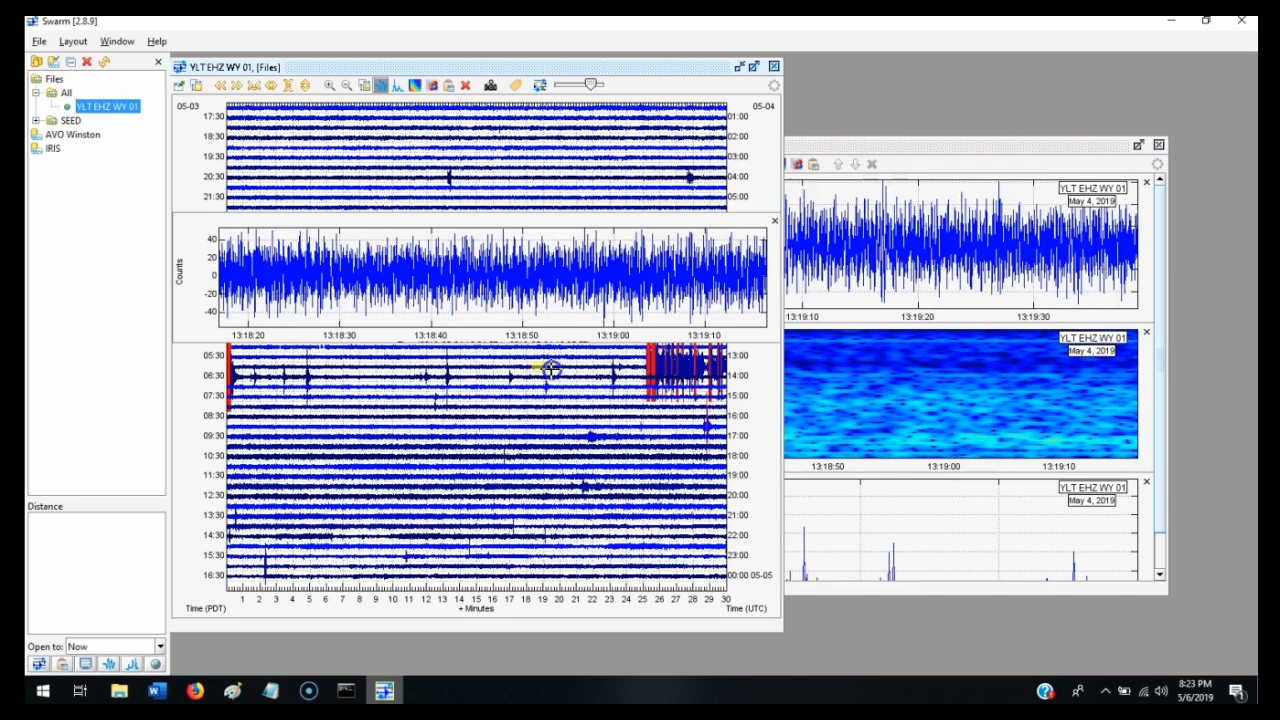 Swarm [2.8.9]
File Layout Window Help
Files
All
YLT EHZ WY 01
SEED
AVO Winston
IRIS
Distance
Open to: Now
YLT EHZ WY 01, [Files]
05-03 05-04
17:30 01:00
18:30 02:00
19:30 03:00
20:30 04:00
21:30 05:00
Counts
40
20
0
-20
-40
13:18:20 13:18:30 13:18:40 13:18:50 13:19:00 13:19:10
05:30 13:00
06:30 14:00
07:30 15:00
08:30 16:00
09:30 17:00
10:30 18:00
11:30 19:00
12:30 20:00
13:30 21:00
14:30 22:00
15:30 23:00
16:30 00:00 05-05
1 2 3 4 5 6 7 8 9 10 11 12 13 14 15 16 17 18 19 20 21 22 23 24 25 26 27 28 29 30
Time (PDT) + Minutes Time (UTC)
YLT EHZ WY 01
May 4, 2019
13:19:10 13:19:20 13:19:30
YLT EHZ WY 01
May 4, 2019
13:18:50 13:19:00 13:19:10
YLT EHZ WY 01
May 4, 2019
8:23 PM
5/6/2019